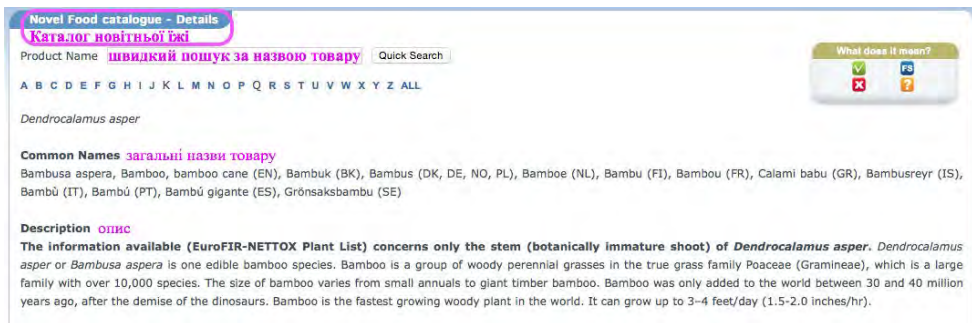 Novel Food catalogue - Details
Каталог новітньої їжі
Product Name швидкий пошук за назвою товару Quick Search
What does it mean?
FS
?
A B C D E F G H I J K L M N O P Q R S T U V W X Y Z ALL
Dendrocalamus asper
Common Names загальні назви товару
Bambusa aspera, Bamboo, bamboo cane (EN), Bambuk (BK), Bambus (DK, DE, NO, PL), Bamboe (NL), Bambu (FI), Bambou (FR), Calami babu (GR), Bambusreyr (IS),
Bambù (IT), Bambú (PT), Bambú gigante (ES), Grönsaksbambu (SE)
Description опис
The information available (EuroFIR-NETTOX Plant List) concerns only the stem (botanically immature shoot) of Dendrocalamus asper. Dendrocalamus
asper or Bambusa aspera is one edible bamboo species. Bamboo is a group of woody perennial grasses in the true grass family Poaceae (Gramineae), which is a large
family with over 10,000 species. The size of bamboo varies from small annuals to giant timber bamboo. Bamboo was only added to the world between 30 and 40 million
years ago, after the demise of the dinosaurs. Bamboo is the fastest growing woody plant in the world. It can grow up to 3–4 feet/day (1.5-2.0 inches/hr).